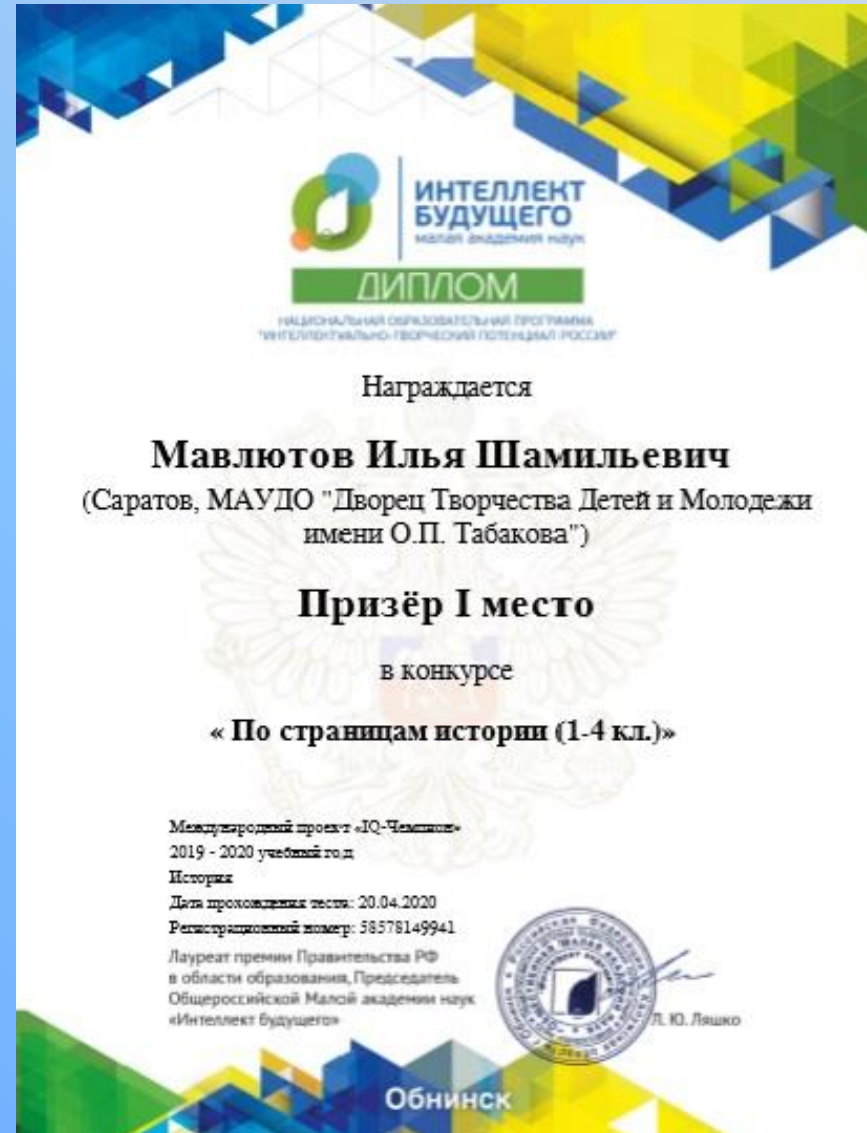 ИНТЕЛЛЕКТ
БУДУЩЕГО
малая академия наук
ДИПЛОМ
НАЦИОНАЛЬНАЯ ОБРАЗОВАТЕЛЬНАЯ ПРОГРАММА
"ИНТЕЛЛЕКТУАЛЬНО-ТВОРЧЕСКИЙ ПОТЕНЦИАЛ РОССИИ"
Награждается
Мавлютов Илья Шамильевич
(Саратов, МАУДО "Дворец Творчества Детей и Молодежи
имени О.П. Табакова")
Призёр I место
в конкурсе
« По страницам истории (1-4 кл.)»
Международный проект «IQ-Чемпион»
2019 - 2020 учебный год
История
Дата прохождения теста: 20.04.2020
Регистрационный номер: 58578149941
Лауреат премии Правительства РФ
в области образования, Председатель
Общероссийской Малой академии наук
«Интеллект будущего»
Л. Ю. Ляшко
Обнинск